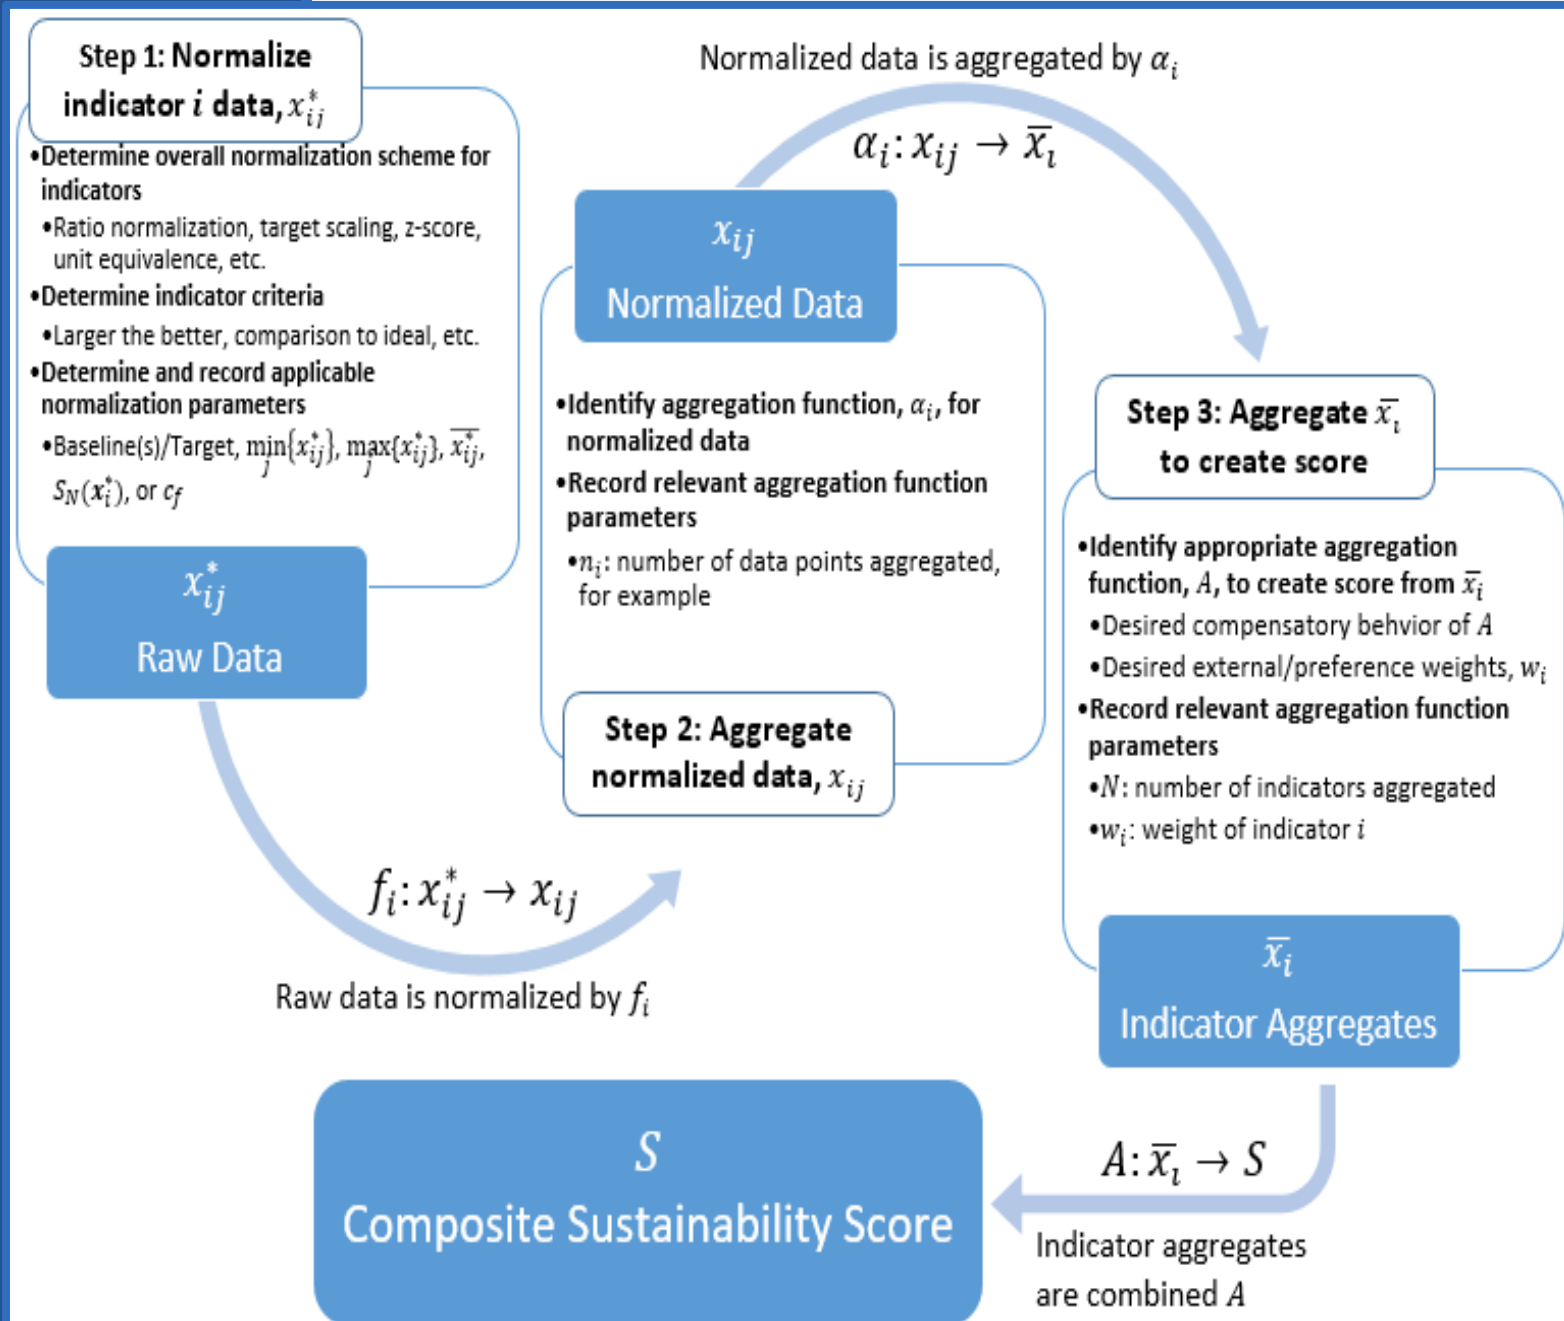 Step 1: Normalize
indicator i data, x*ij
•Determine overall normalization scheme for
indicators
•Ratio normalization, target scaling, z-score,
unit equivalence, etc.
•Determine indicator criteria
•Larger the better, comparison to ideal, etc.
•Determine and record applicable
normalization parameters
•Baseline(s)/Target, min j{x*ij}, max j{x*ij}, x̄*ij,
S_N(x*i), or c_f
x*ij
Raw Data
fᵢ: x*ij → xij
Raw data is normalized by fᵢ
Normalized data is aggregated by αᵢ
αᵢ: xij → x̄ᵢ
xij
Normalized Data
•Identify aggregation function, αᵢ, for
normalized data
•Record relevant aggregation function
parameters
•nᵢ: number of data points aggregated,
for example
Step 2: Aggregate
normalized data, xij
Step 3: Aggregate x̄ᵢ
to create score
•Identify appropriate aggregation
function, A, to create score from x̄ᵢ
•Desired compensatory behvior of A
•Desired external/preference weights, wᵢ
•Record relevant aggregation function
parameters
•N: number of indicators aggregated
•wᵢ: weight of indicator i
x̄ᵢ
Indicator Aggregates
A: x̄ᵢ → S
Indicator aggregates
are combined A
S
Composite Sustainability Score